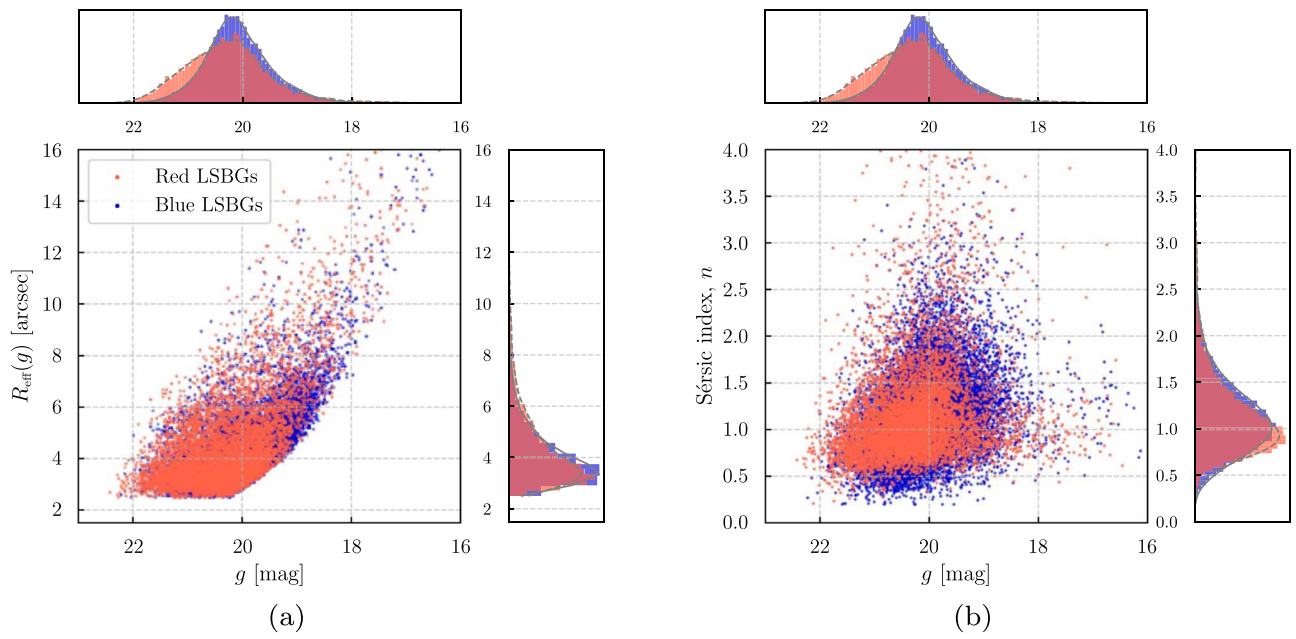 22 20 18 16
16 14 12 10 8 6 4 2
R_eff(g) [arcsec]
Red LSBGs
Blue LSBGs
22 20 18 16
g [mag]
16 14 12 10 8 6 4 2
(a)
22 20 18 16
4.0 3.5 3.0 2.5 2.0 1.5 1.0 0.5 0.0
Sérsic index, n
22 20 18 16
g [mag]
4.0 3.5 3.0 2.5 2.0 1.5 1.0 0.5 0.0
(b)